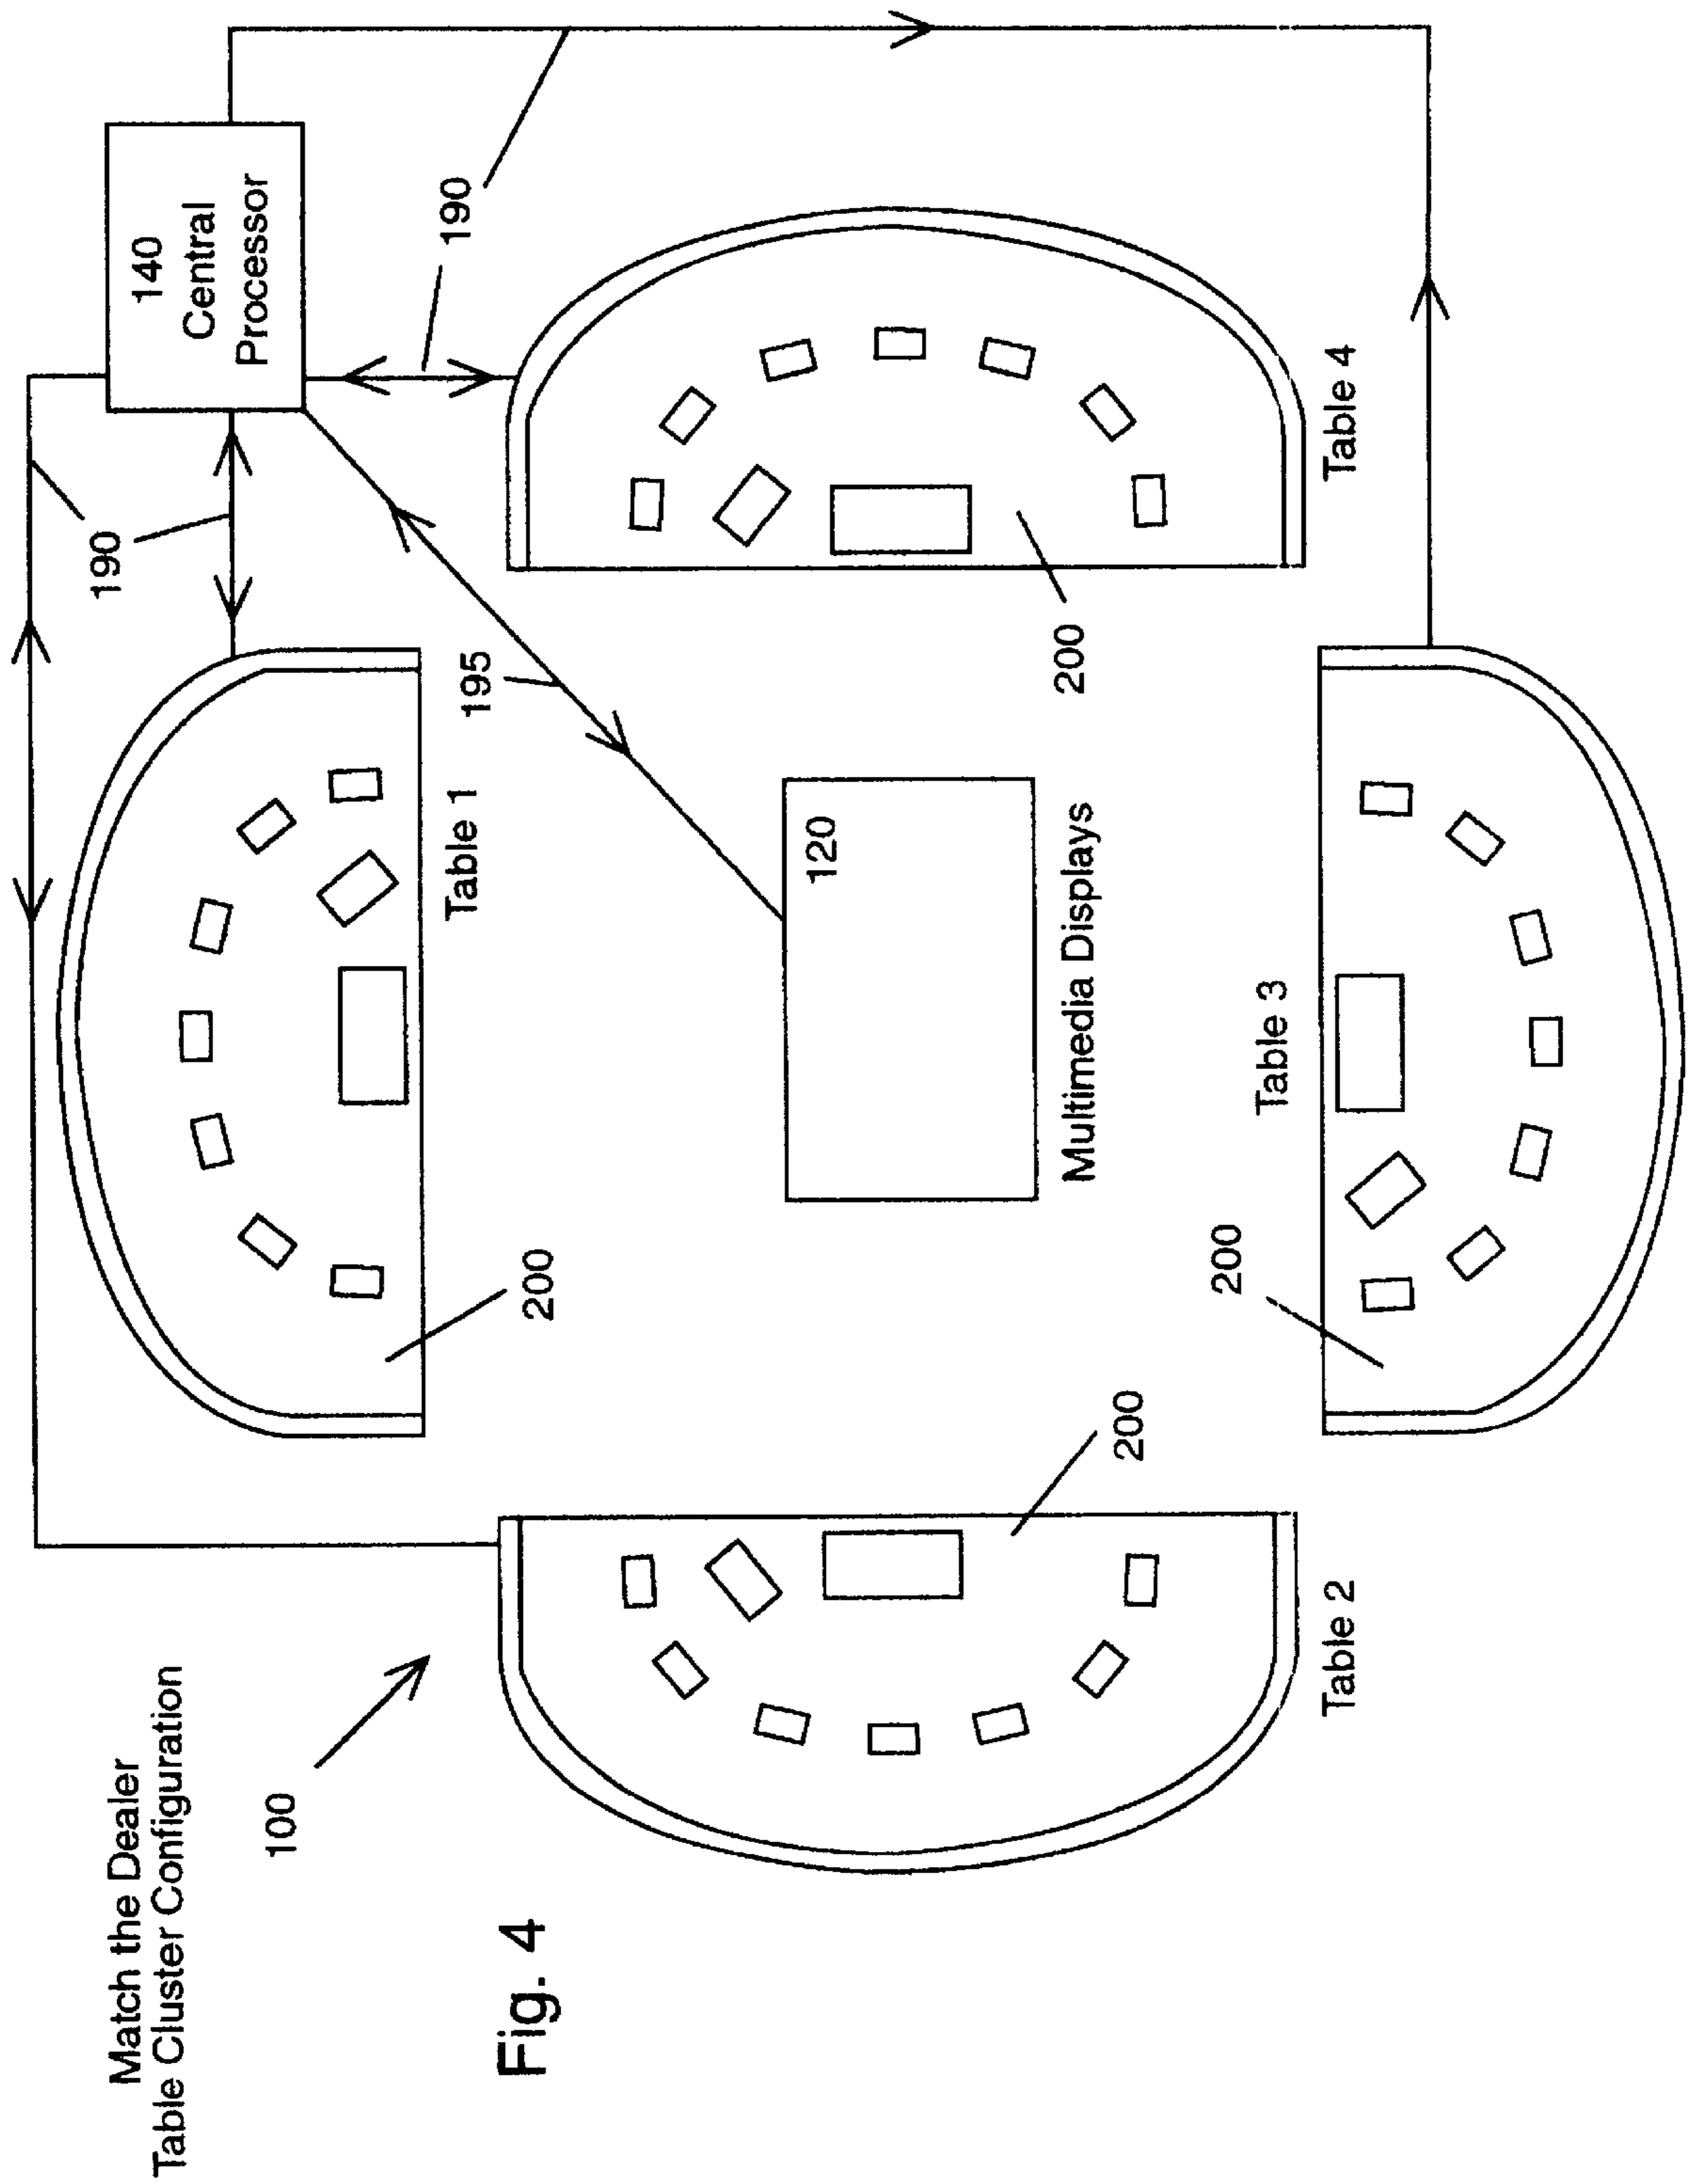 Match the Dealer
Table Cluster Configuration
100
190
190
140
Central
Processor
200
Table 1
195
Fig. 4
200
120
Multimedia Displays
200
Table 2
200
Table 3
Table 4